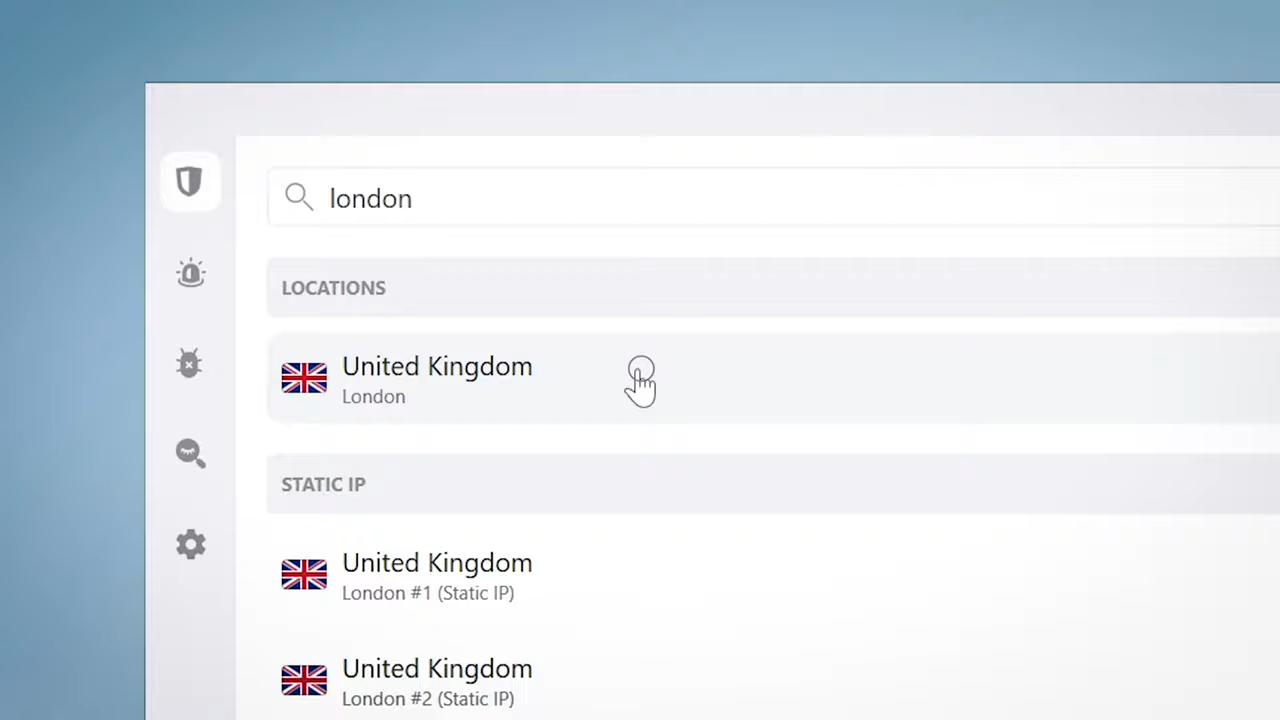 london
LOCATIONS
United Kingdom
London
STATIC IP
United Kingdom
London #1 (Static IP)
United Kingdom
London #2 (Static IP)